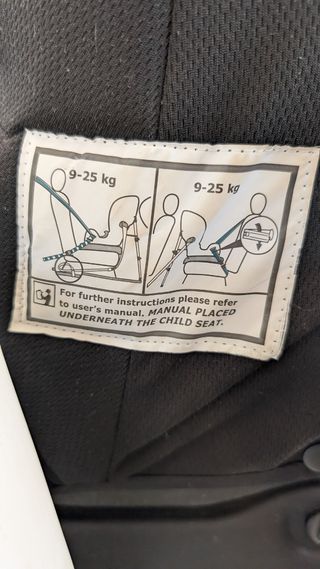 9-25 kg
9-25 kg
For further instructions please refer
to user's manual. MANUAL PLACED
UNDERNEATH THE CHILD SEAT.